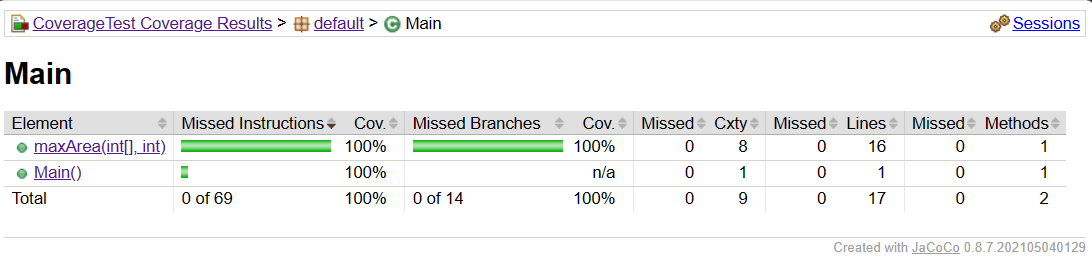 CoverageTest Coverage Results > default > Main Sessions
Main
Element Missed Instructions Cov. Missed Branches Cov. Missed Cxty Missed Lines Missed Methods
maxArea(int[], int) 100% 100% 0 8 0 16 0 1
Main() 100% n/a 0 1 0 1 0 1
Total 0 of 69 100% 0 of 14 100% 0 9 0 17 0 2
Created with JaCoCo 0.8.7.202105040129